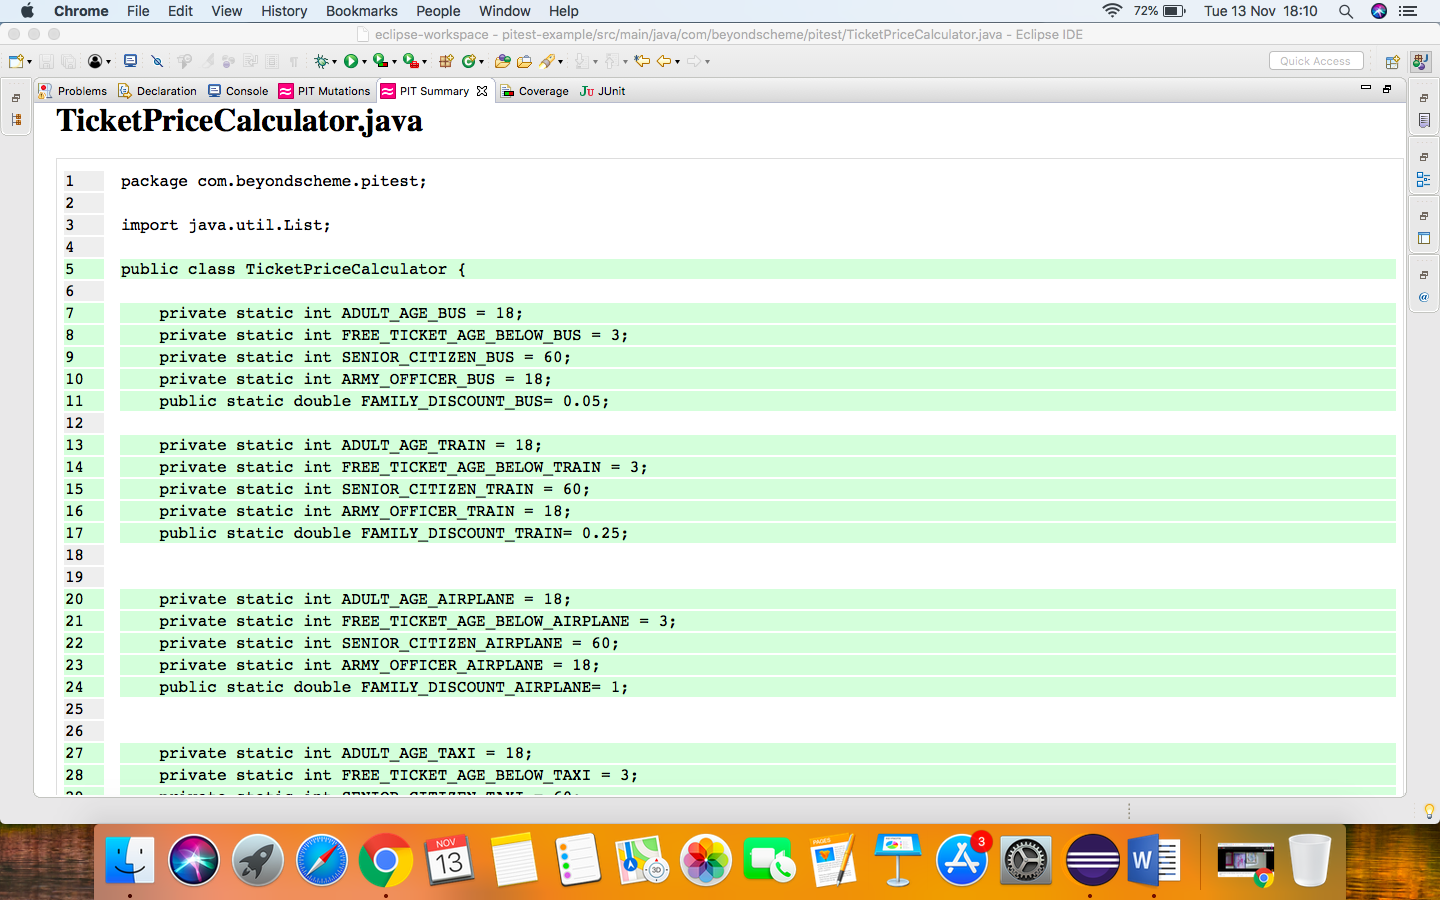 Chrome File Edit View History Bookmarks People Window Help 72% Tue 13 Nov 18:10
eclipse-workspace - pitest-example/src/main/java/com/beyondscheme/pitest/TicketPriceCalculator.java - Eclipse IDE
Quick Access
Problems Declaration Console PIT Mutations PIT Summary Coverage JU JUnit
TicketPriceCalculator.java
1 package com.beyondscheme.pitest;
2
3 import java.util.List;
4
5 public class TicketPriceCalculator {
6
7 private static int ADULT_AGE_BUS = 18;
8 private static int FREE_TICKET_AGE_BELOW_BUS = 3;
9 private static int SENIOR_CITIZEN_BUS = 60;
10 private static int ARMY_OFFICER_BUS = 18;
11 public static double FAMILY_DISCOUNT_BUS= 0.05;
12
13 private static int ADULT_AGE_TRAIN = 18;
14 private static int FREE_TICKET_AGE_BELOW_TRAIN = 3;
15 private static int SENIOR_CITIZEN_TRAIN = 60;
16 private static int ARMY_OFFICER_TRAIN = 18;
17 public static double FAMILY_DISCOUNT_TRAIN= 0.25;
18
19
20 private static int ADULT_AGE_AIRPLANE = 18;
21 private static int FREE_TICKET_AGE_BELOW_AIRPLANE = 3;
22 private static int SENIOR_CITIZEN_AIRPLANE = 60;
23 private static int ARMY_OFFICER_AIRPLANE = 18;
24 public static double FAMILY_DISCOUNT_AIRPLANE= 1;
25
26
27 private static int ADULT_AGE_TAXI = 18;
28 private static int FREE_TICKET_AGE_BELOW_TAXI = 3;
29 private static int SENIOR_CITIZEN_TAXI = 60;
NOV
13
3D
PAGES
3
W